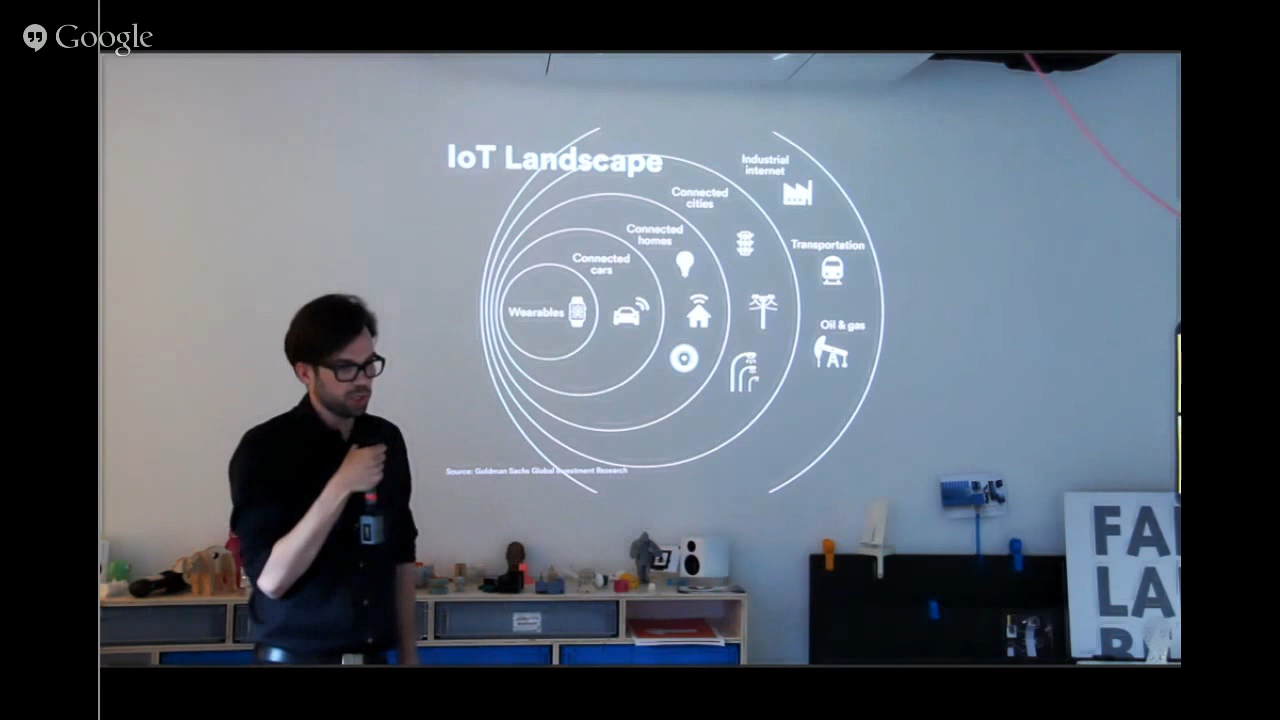 Google
IoT Landscape
Industrial
internet
Connected
cities
Connected
homes
Transportation
Connected
cars
Wearables
Oil & gas
Source: Goldman Sachs Global Investment Research
FA
LA
B